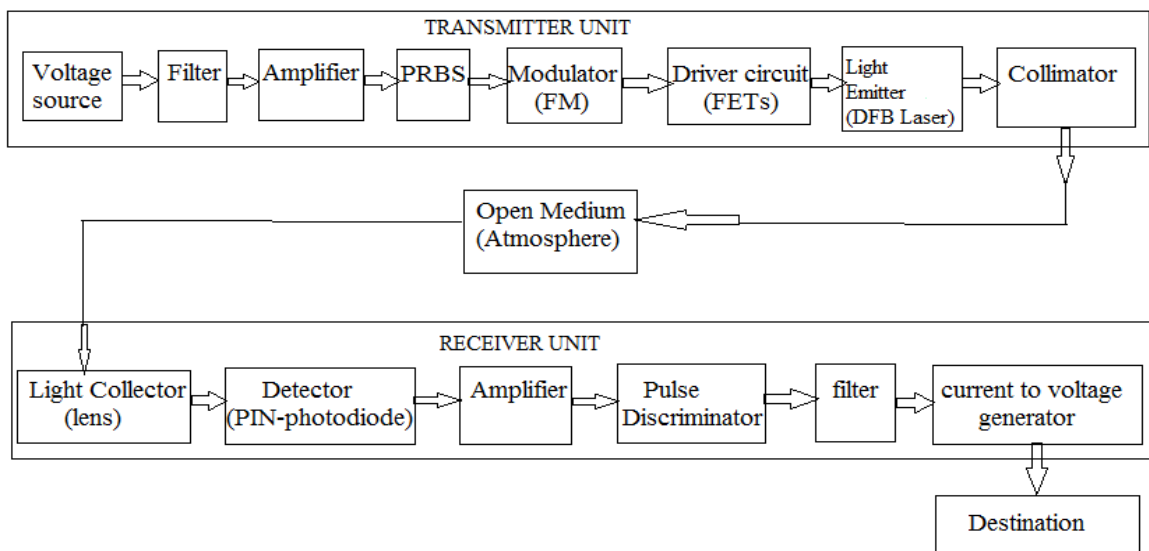 TRANSMITTER UNIT
Voltage
source
Filter
Amplifier
PRBS
Modulator
(FM)
Driver circuit
(FETs)
Light
Emitter
(DFB Laser)
Collimator
Open Medium
(Atmosphere)
RECEIVER UNIT
Light Collector
(lens)
Detector
(PIN-photodiode)
Amplifier
Pulse
Discriminator
filter
current to voltage
generator
Destination